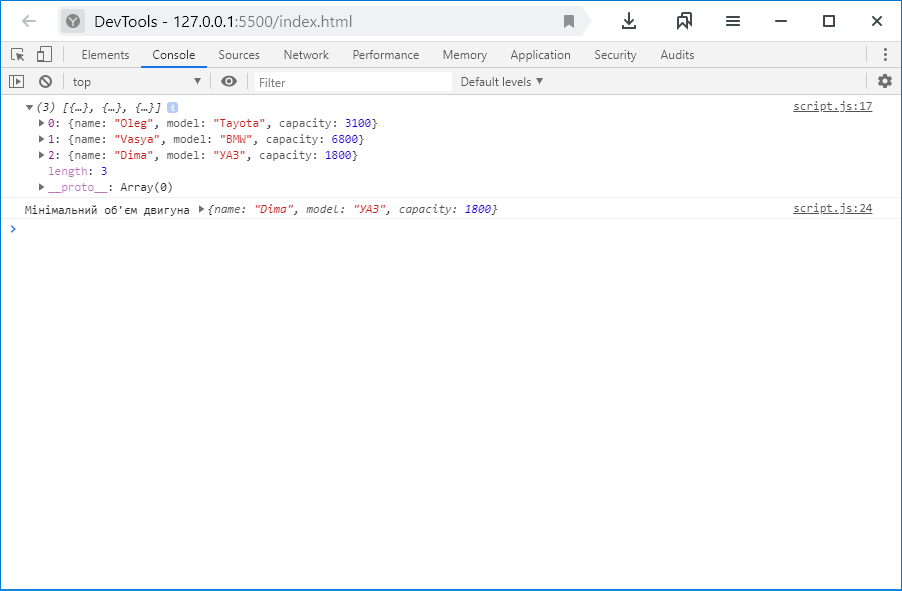 DevTools - 127.0.0.1:5500/index.html
Elements Console Sources Network Performance Memory Application Security Audits
top Filter Default levels
(3) [{…}, {…}, {…}] script.js:17
0: {name: "Oleg", model: "Tayota", capacity: 3100}
1: {name: "Vasya", model: "BMW", capacity: 6800}
2: {name: "Dima", model: "УАЗ", capacity: 1800}
length: 3
__proto__: Array(0)
Мінімальний об'єм двигуна {name: "Dima", model: "УАЗ", capacity: 1800} script.js:24